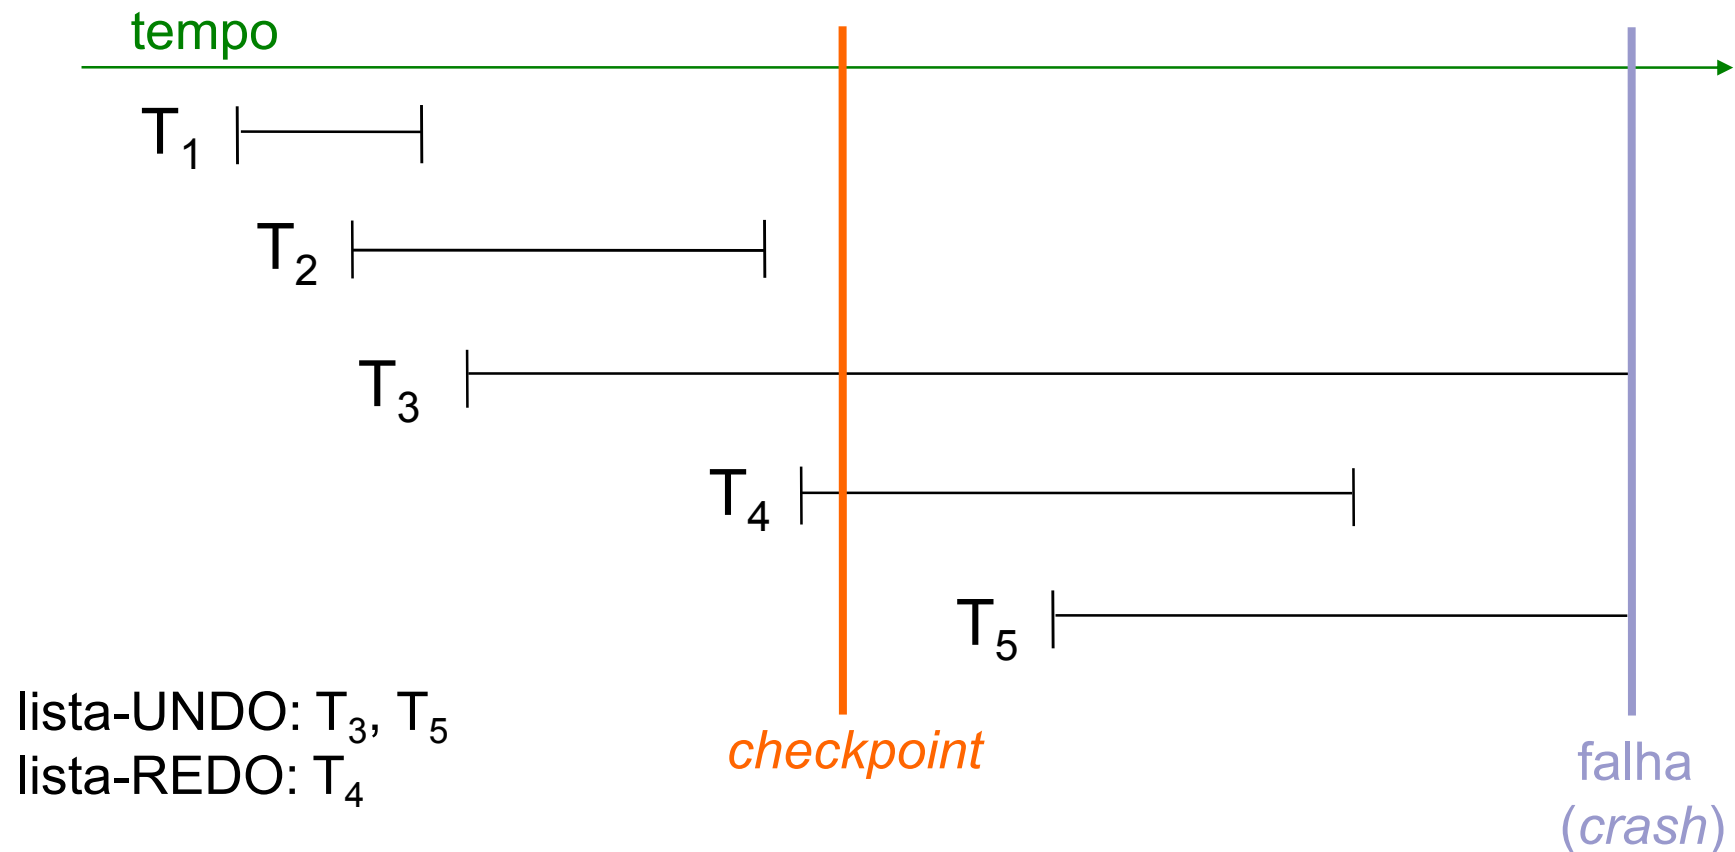 tempo
T₁
T₂
T₃
T₄
T₅
lista-UNDO: T₃, T₅
lista-REDO: T₄
checkpoint
falha
(crash)